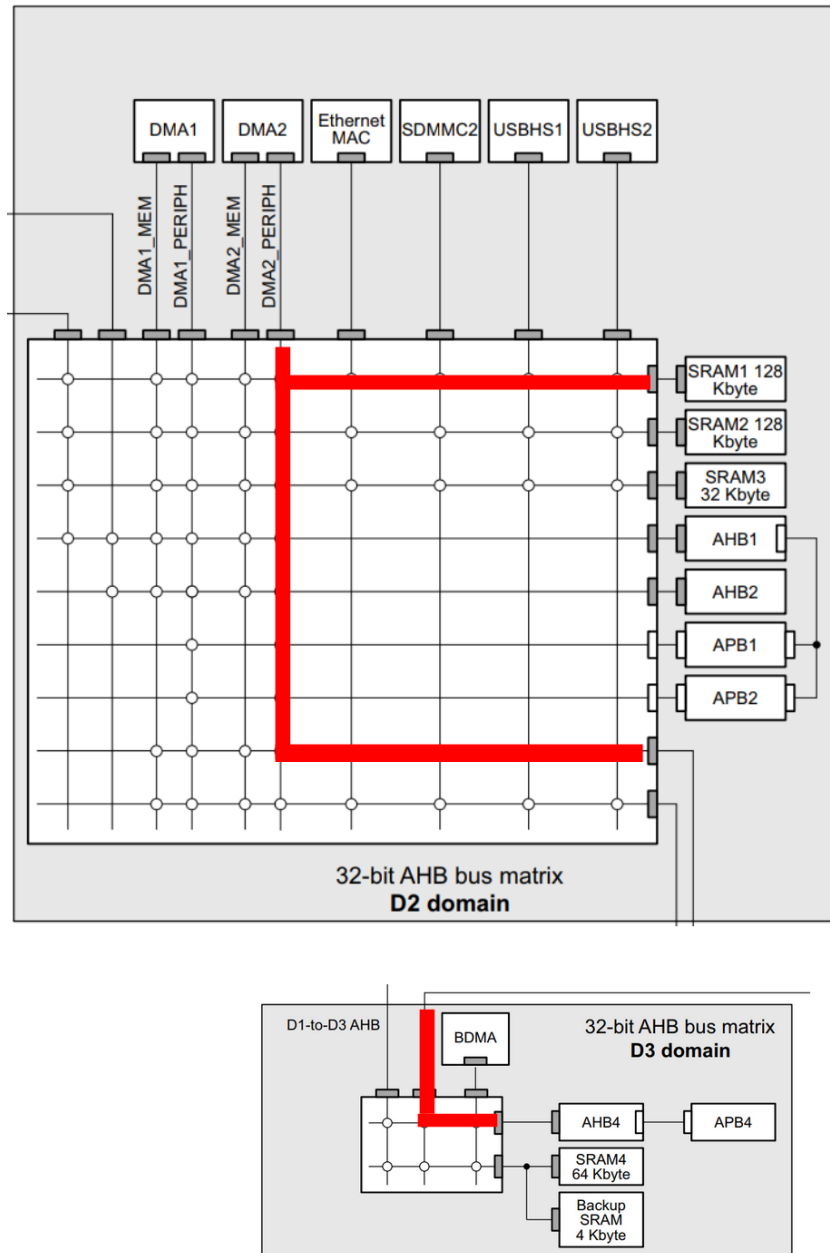 DMA1
DMA2
Ethernet
MAC
SDMMC2
USBHS1
USBHS2
DMA1_MEM
DMA1_PERIPH
DMA2_MEM
DMA2_PERIPH
SRAM1 128
Kbyte
SRAM2 128
Kbyte
SRAM3
32 Kbyte
AHB1
AHB2
APB1
APB2
32-bit AHB bus matrix
D2 domain
D1-to-D3 AHB
BDMA
32-bit AHB bus matrix
D3 domain
AHB4
APB4
SRAM4
64 Kbyte
Backup
SRAM
4 Kbyte